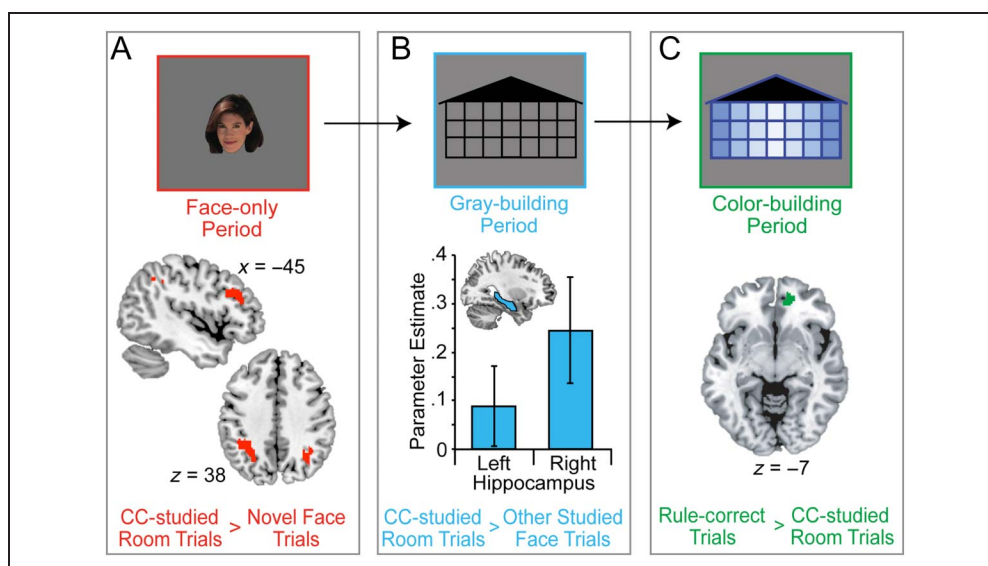 A
Face-only
Period
x = −45
z = 38
CC-studied
Room Trials
>
Novel Face
Trials
B
Gray-building
Period
.4
.3
.2
0.1
0
Parameter Estimate
Left
Right
Hippocampus
CC-studied
Room Trials
>
Other Studied
Face Trials
C
Color-building
Period
z = −7
Rule-correct
Trials
>
CC-studied
Room Trials